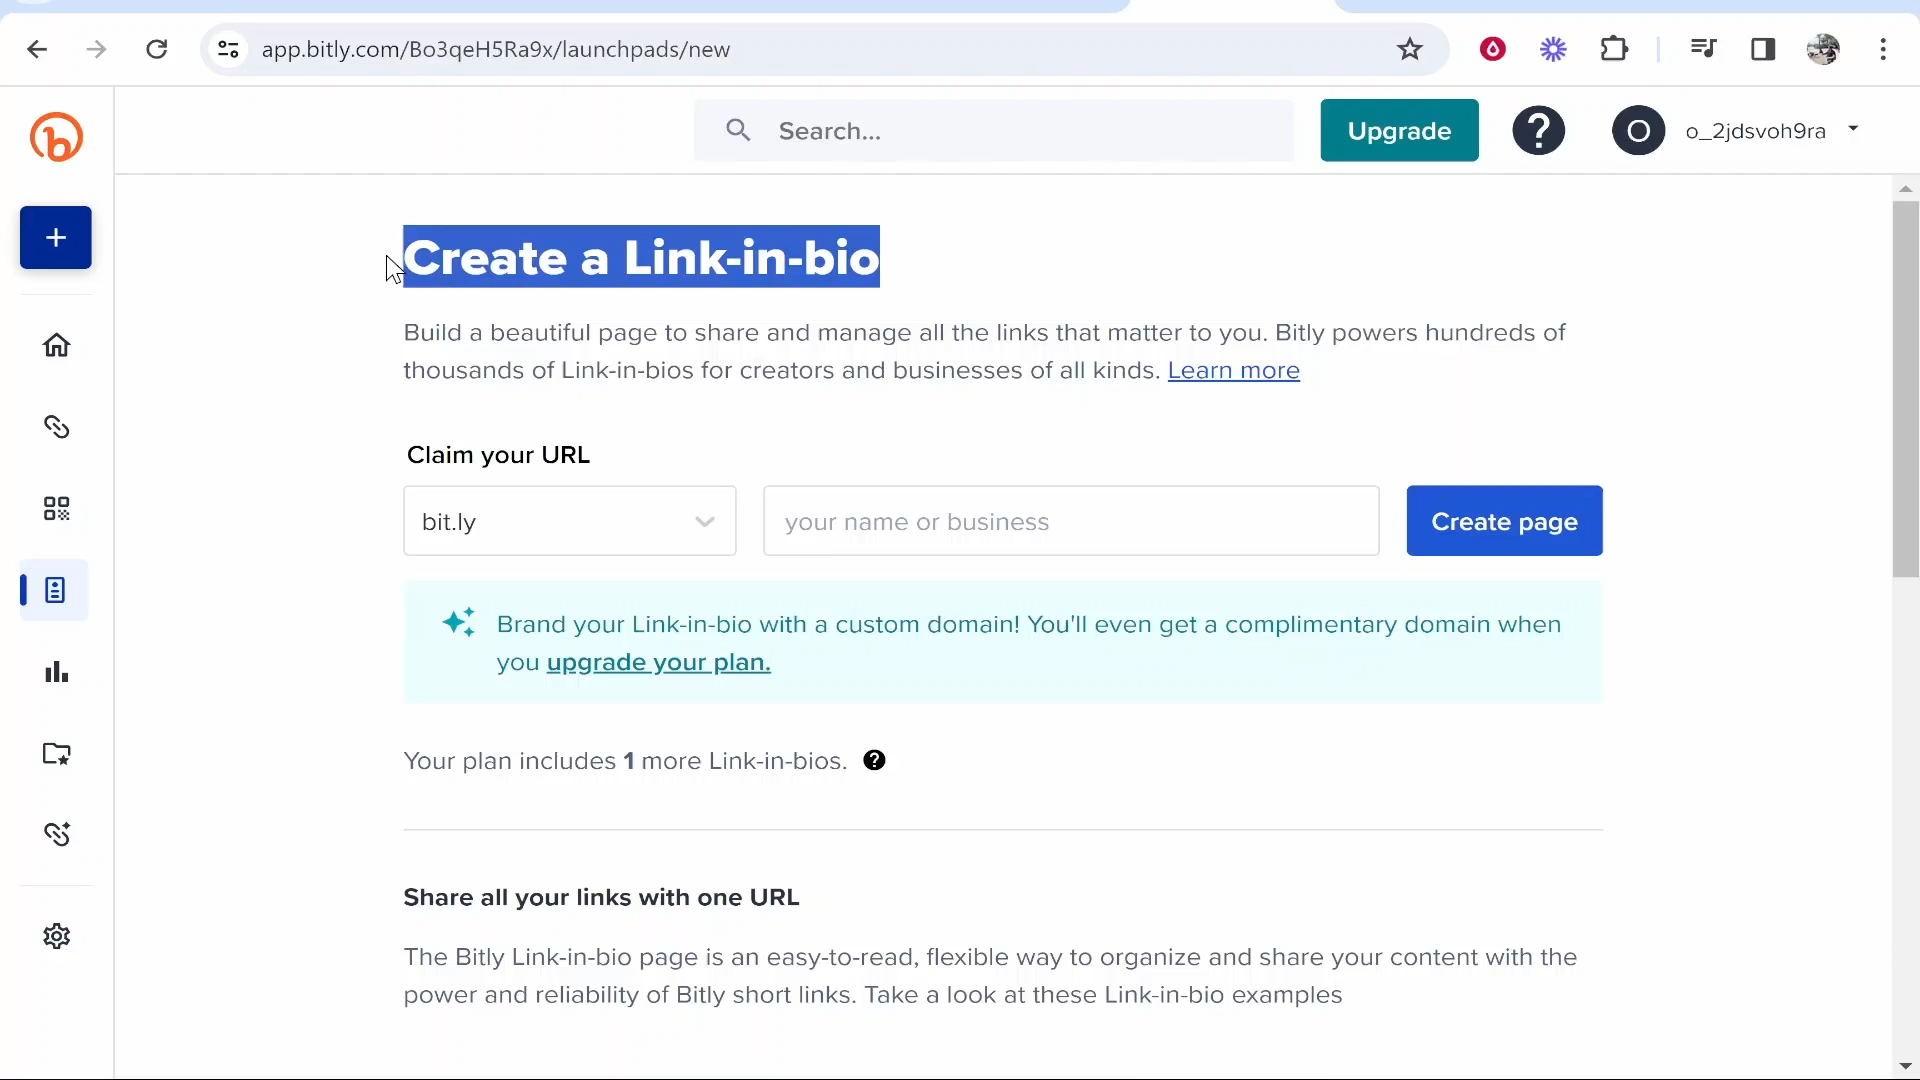 app.bitly.com/Bo3qeH5Ra9x/launchpads/new
Search...
Upgrade
?
O
o_2jdsvoh9ra
b
+
Create a Link-in-bio
Build a beautiful page to share and manage all the links that matter to you. Bitly powers hundreds of
thousands of Link-in-bios for creators and businesses of all kinds. Learn more
Claim your URL
bit.ly
your name or business
Create page
Brand your Link-in-bio with a custom domain! You'll even get a complimentary domain when
you upgrade your plan.
Your plan includes 1 more Link-in-bios. ?
Share all your links with one URL
The Bitly Link-in-bio page is an easy-to-read, flexible way to organize and share your content with the
power and reliability of Bitly short links. Take a look at these Link-in-bio examples